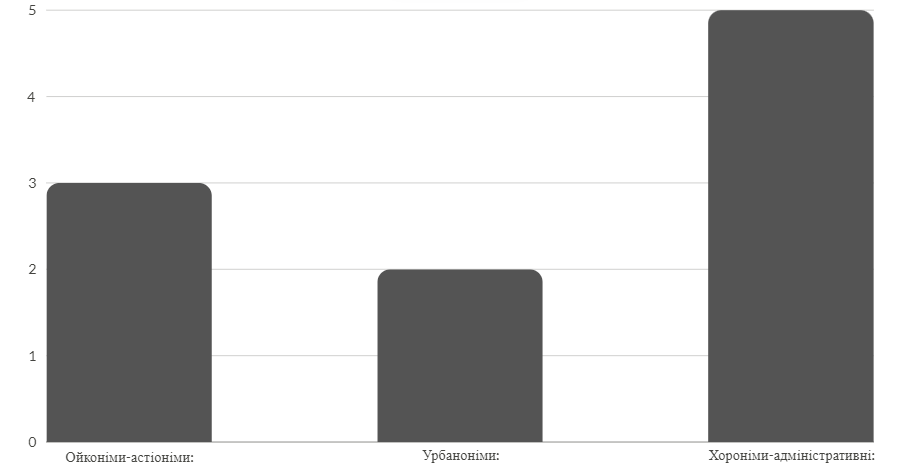 5
4
3
2
1
0
Ойконіми-астіоніми:
Урбаноніми:
Хороніми-адміністративні: